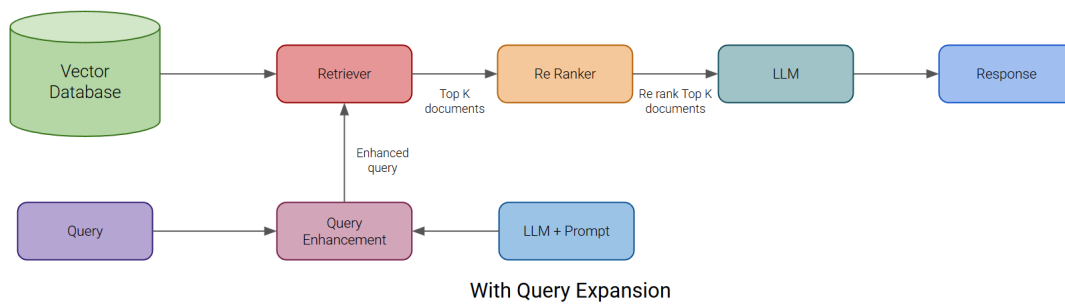 Vector
Database
Retriever
Top K
documents
Re Ranker
Re rank Top K
documents
LLM
Response
Enhanced
query
Query
Query
Enhancement
LLM + Prompt
With Query Expansion